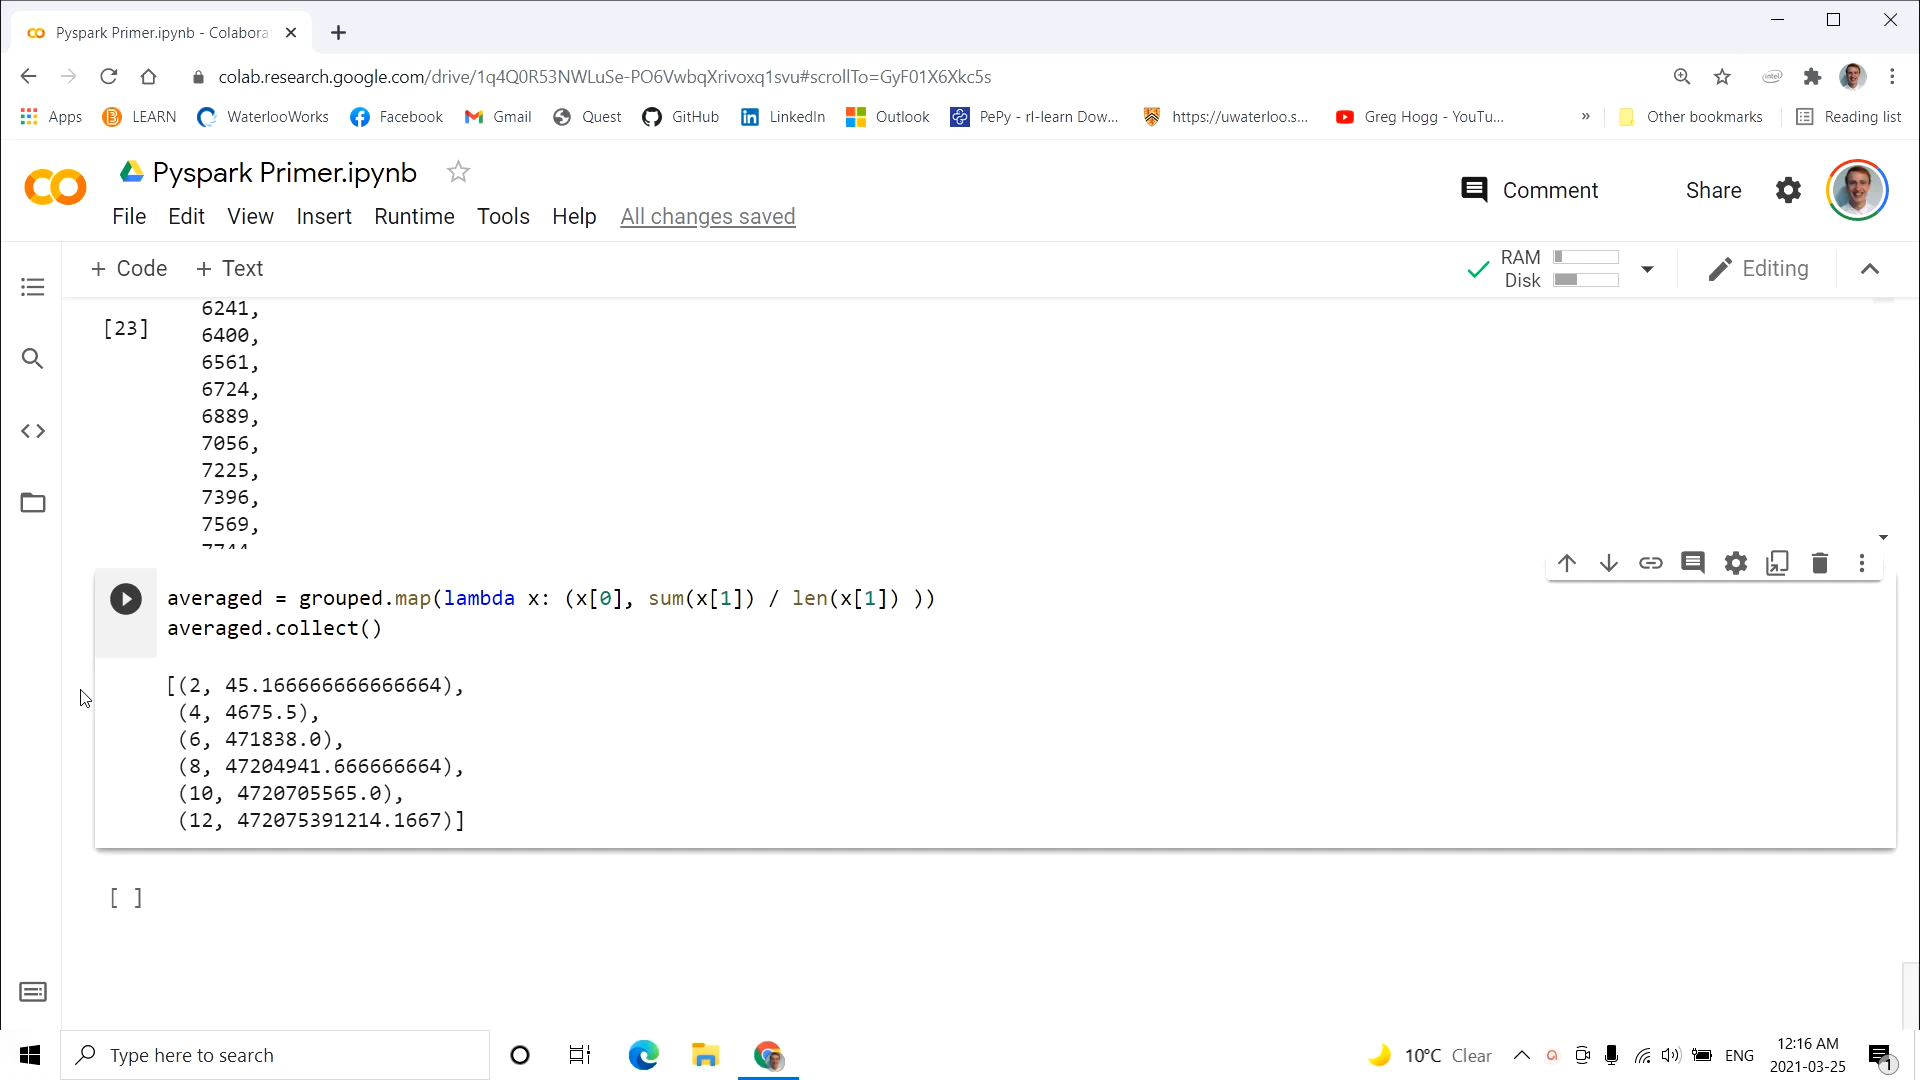 Pyspark Primer.ipynb - Colabora
colab.research.google.com/drive/1q4Q0R53NWLuSe-PO6VwbqXrivoxq1svu#scrollTo=GyF01X6Xkc5s
Apps LEARN WaterlooWorks Facebook Gmail Quest GitHub LinkedIn Outlook PePy - rl-learn Dow... https://uwaterloo.s... Greg Hogg - YouTu... » Other bookmarks Reading list
Pyspark Primer.ipynb
Comment Share
File Edit View Insert Runtime Tools Help All changes saved
+ Code + Text
RAM
Disk
Editing
[23]
6241,
6400,
6561,
6724,
6889,
7056,
7225,
7396,
7569,
7744
averaged = grouped.map(lambda x: (x[0], sum(x[1]) / len(x[1]) ))
averaged.collect()
[(2, 45.166666666666664),
(4, 4675.5),
(6, 471838.0),
(8, 47204941.666666664),
(10, 4720705565.0),
(12, 472075391214.1667)]
[ ]
Type here to search
10°C Clear
ENG
12:16 AM
2021-03-25
1